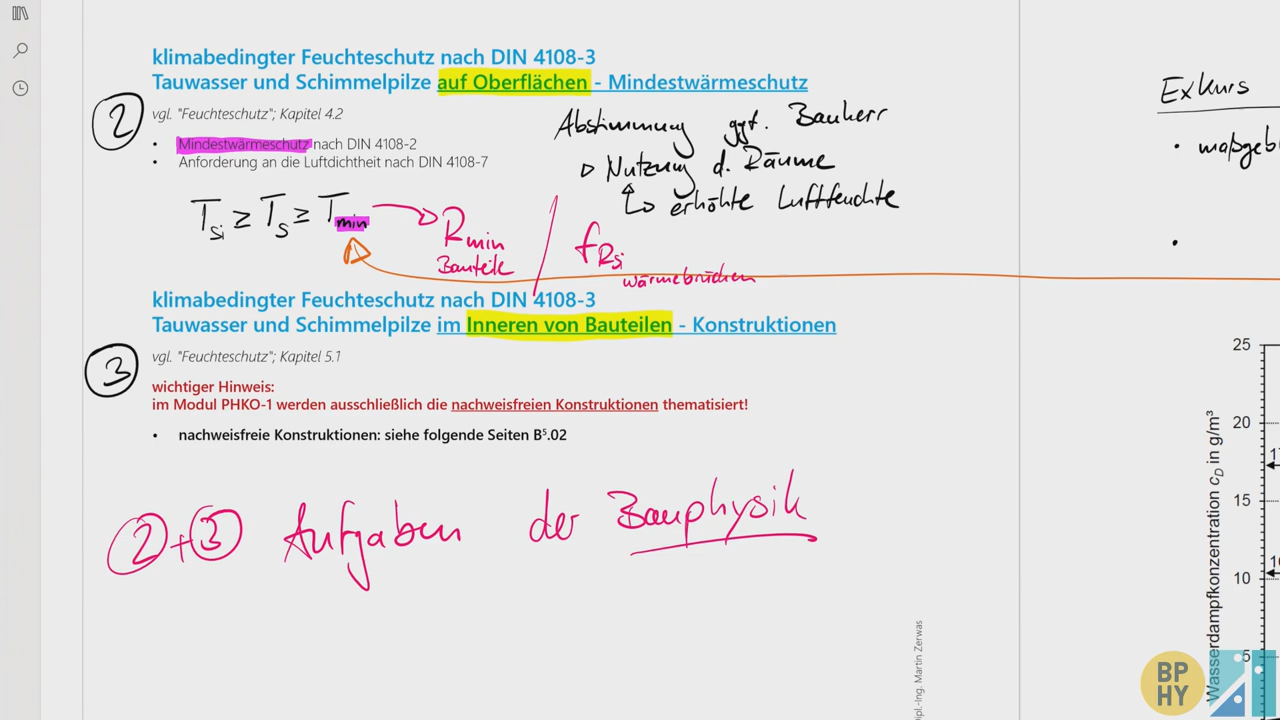 klimabedingter Feuchteschutz nach DIN 4108-3
Tauwasser und Schimmelpilze auf Oberflächen - Mindestwärmeschutz
2
vgl. "Feuchteschutz"; Kapitel 4.2
• Mindestwärmeschutz nach DIN 4108-2
• Anforderung an die Luftdichtheit nach DIN 4108-7
Abstimmung ggf. Bauherr
▷ Nutzung d. Räume
↳ erhöhte Luftfeuchte
Tsi ≥ Ts ≥ Tmin → Rmin / fRsi
Bauteile
wärmebrücken
Exkurs
•
•
klimabedingter Feuchteschutz nach DIN 4108-3
Tauwasser und Schimmelpilze im Inneren von Bauteilen - Konstruktionen
3
vgl. "Feuchteschutz"; Kapitel 5.1
wichtiger Hinweis:
im Modul PHKO-1 werden ausschließlich die nachweisfreien Konstruktionen thematisiert!
• nachweisfreie Konstruktionen: siehe folgende Seiten B⁵.02
2 + 3 Aufgaben der Bauphysik
Dipl.-Ing. Martin Zerwas
Wasserdampfkonzentration cD in g/m³
25
20
15
10
5
BP
HY